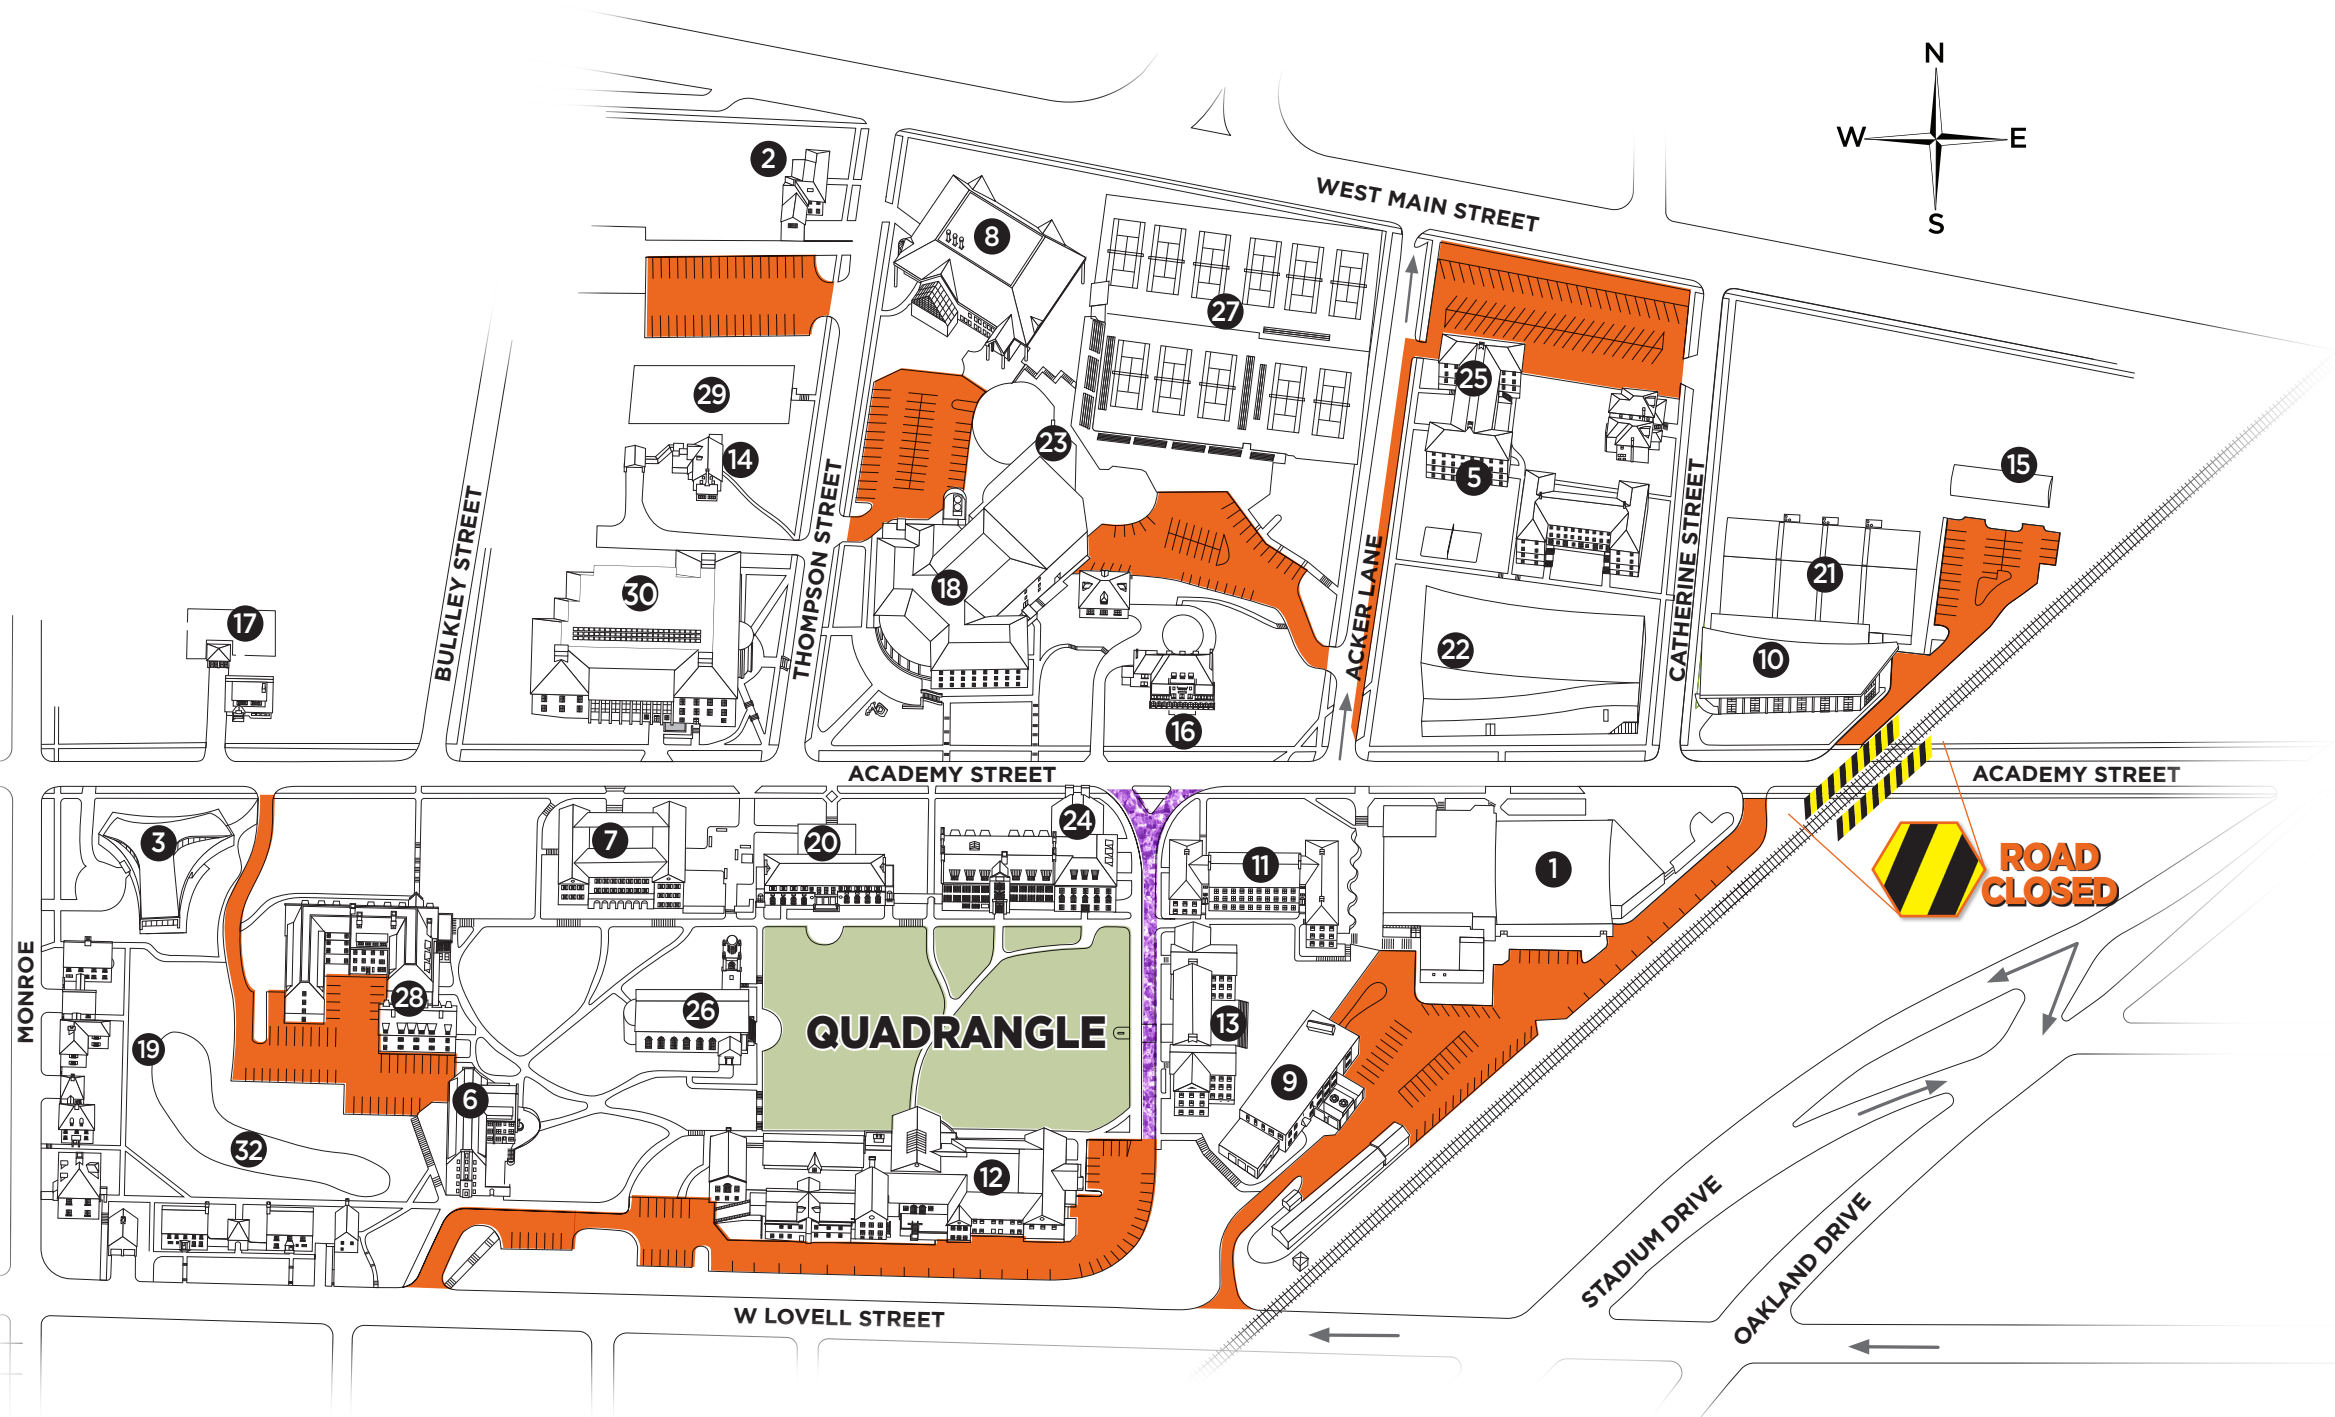 N
W E
S
2
WEST MAIN STREET
8
27
29
25
14
23
5
15
BULKLEY STREET
THOMPSON STREET
ACKER LANE
CATHERINE STREET
30
18
21
17
22
10
16
ACADEMY STREET
ACADEMY STREET
3
7
20
24
11
1
ROAD
CLOSED
MONROE
28
26
QUADRANGLE
13
19
6
9
32
12
STADIUM DRIVE
OAKLAND DRIVE
W LOVELL STREET